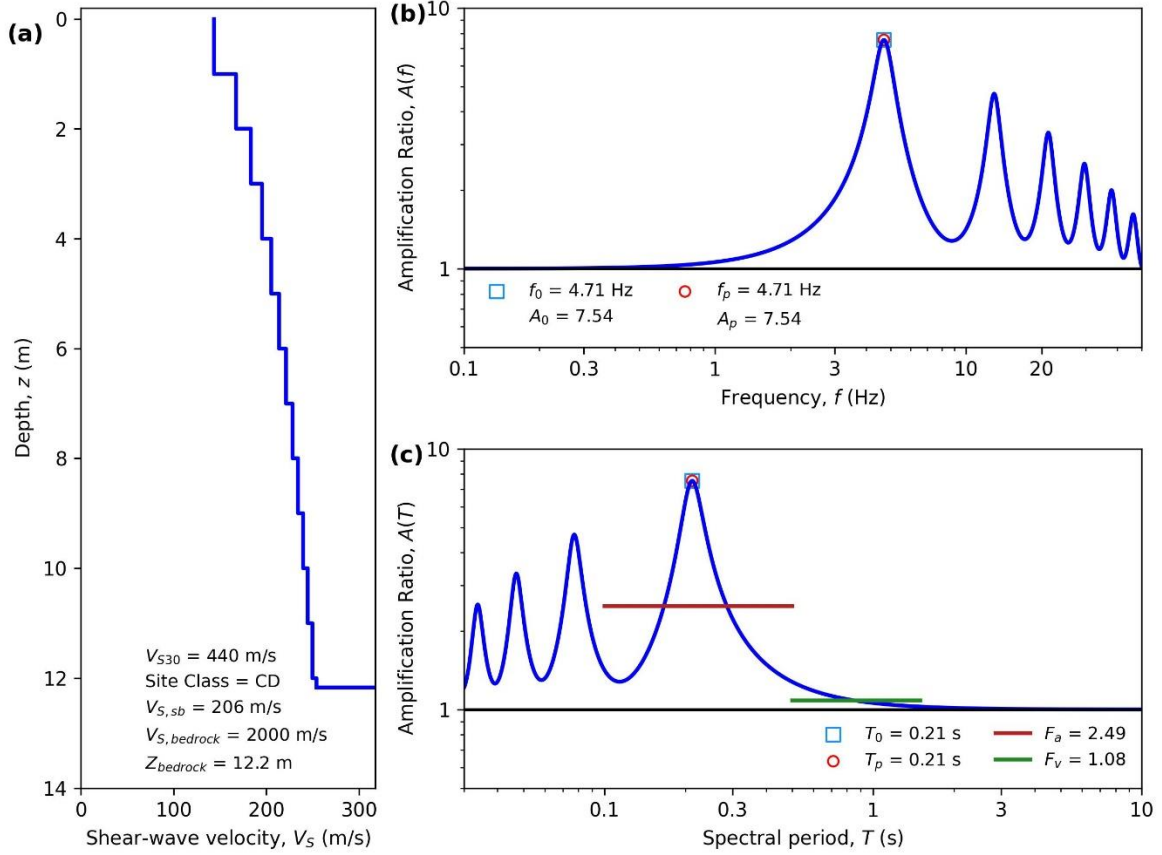 (a)
0
2
4
6
8
10
12
14
Depth, z (m)
V_S30 = 440 m/s
Site Class = CD
V_S,sb = 206 m/s
V_S,bedrock = 2000 m/s
Z_bedrock = 12.2 m
0 100 200 300
Shear-wave velocity, V_S (m/s)
(b)
10
1
Amplification Ratio, A(f)
f_0 = 4.71 Hz f_p = 4.71 Hz
A_0 = 7.54 A_p = 7.54
0.1 0.3 1 3 10 20
Frequency, f (Hz)
(c)
10
1
Amplification Ratio, A(T)
T_0 = 0.21 s F_a = 2.49
T_p = 0.21 s F_v = 1.08
0.1 0.3 1 3 10
Spectral period, T (s)